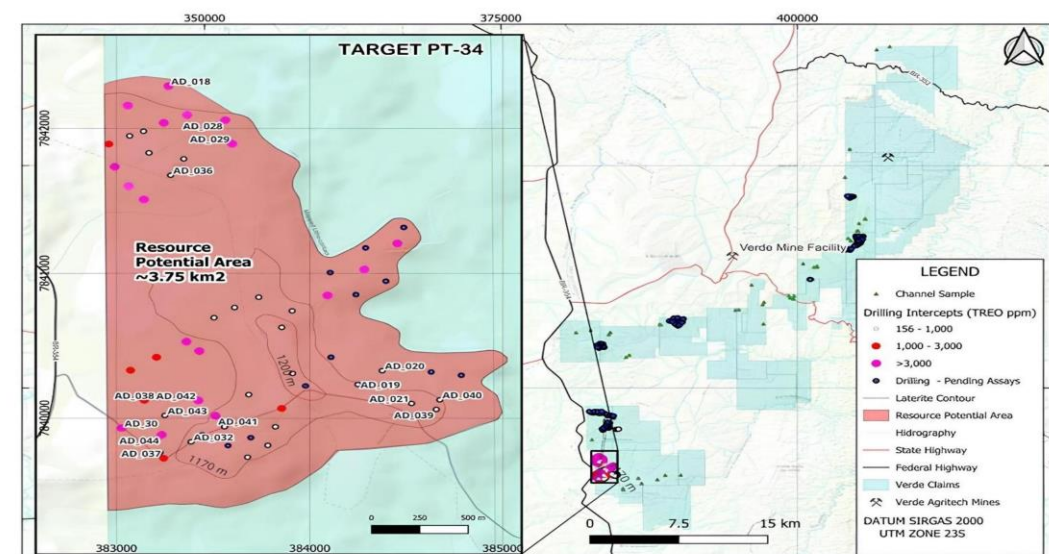 350000
375000
400000
TARGET PT-34
AD_018
AD_028
AD_029
AD_036
7842000
Resource
Potential Area
~3.75 km2
7841000
Verde Mine Facility
BR-354
1200 m
AD_020
AD_019
AD_021
AD_040
AD_039
AD_038
AD_042
AD_043
AD_041
AD_30
AD_044
AD_032
AD_037
7840000
1170 m
0 250 500 m
383000
384000
385000
0 7.5 15 km
LEGEND
Channel Sample
Drilling Intercepts (TREO ppm)
156 - 1,000
1,000 - 3,000
>3,000
Drilling - Pending Assays
Laterite Contour
Resource Potential Area
Hidrography
State Highway
Federal Highway
Verde Claims
Verde Agritech Mines
DATUM SIRGAS 2000
UTM ZONE 23S